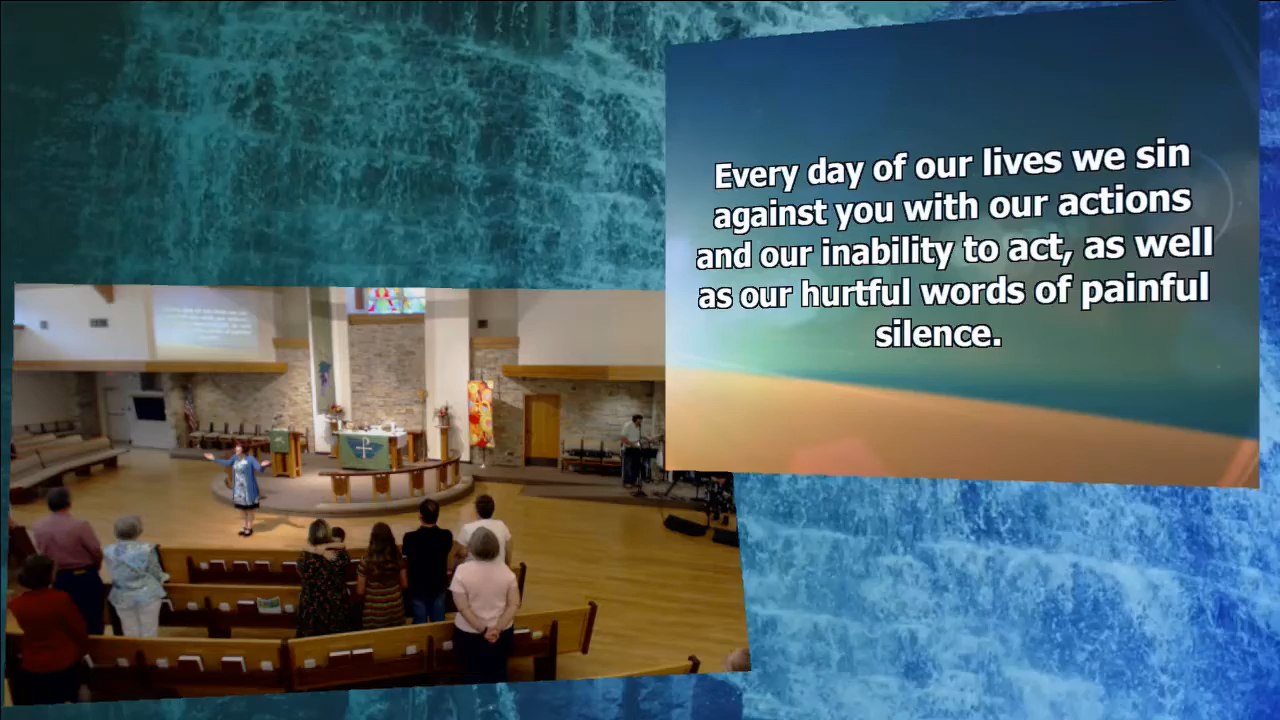 Every day of our lives we sin
against you with our actions
and our inability to act, as well
as our hurtful words of painful
silence.